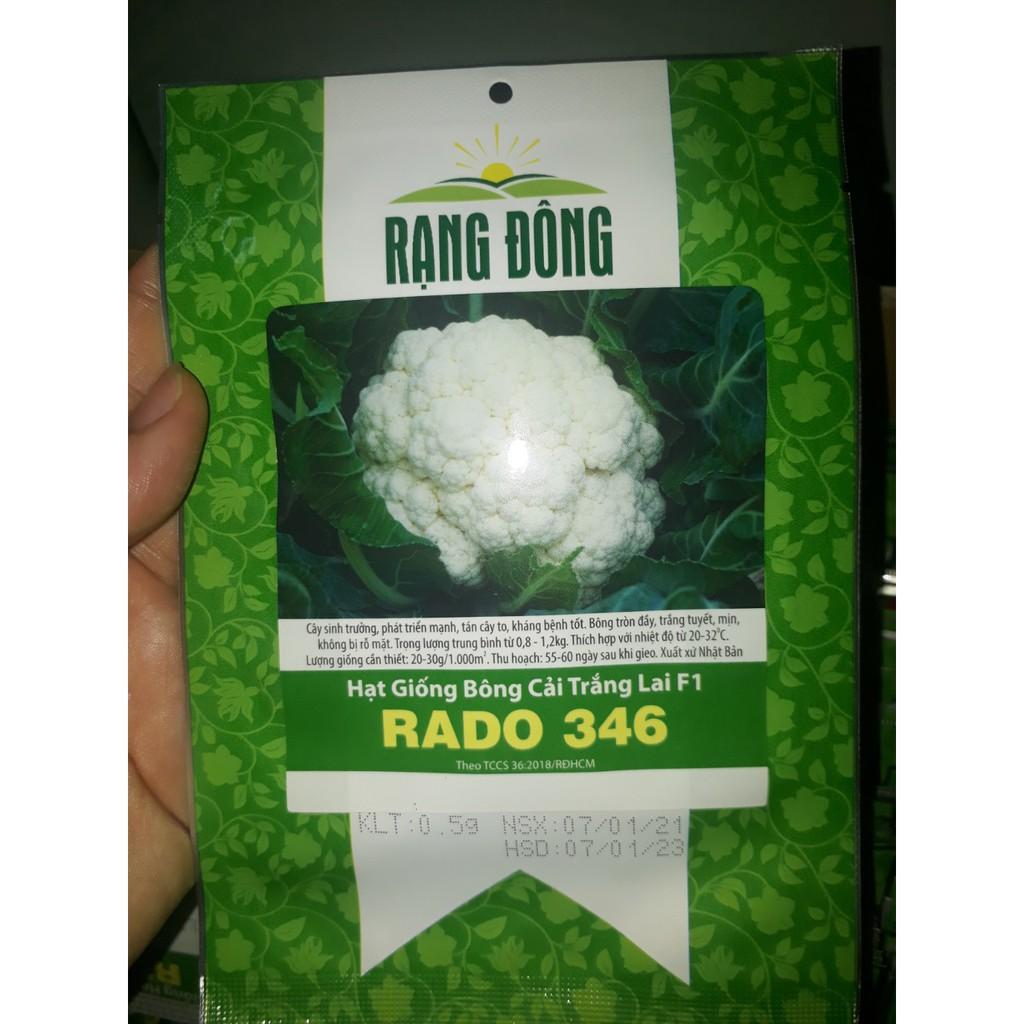 RẠNG ĐÔNG
Cây sinh trưởng, phát triển mạnh, tán cây to, kháng bệnh tốt. Bông tròn đầy, trắng tuyết, mịn,
không bị rỗ mặt. Trọng lượng trung bình từ 0,8 - 1,2kg. Thích hợp với nhiệt độ từ 20-32°C.
Lượng giống cần thiết: 20-30g/1.000m². Thu hoạch: 55-60 ngày sau khi gieo. Xuất xứ Nhật Bản
Hạt Giống Bông Cải Trắng Lai F1
RADO 346
Theo TCCS 36:2018/RĐHCM
KLT:0.5g NSX:07/01/21
HSD:07/01/23